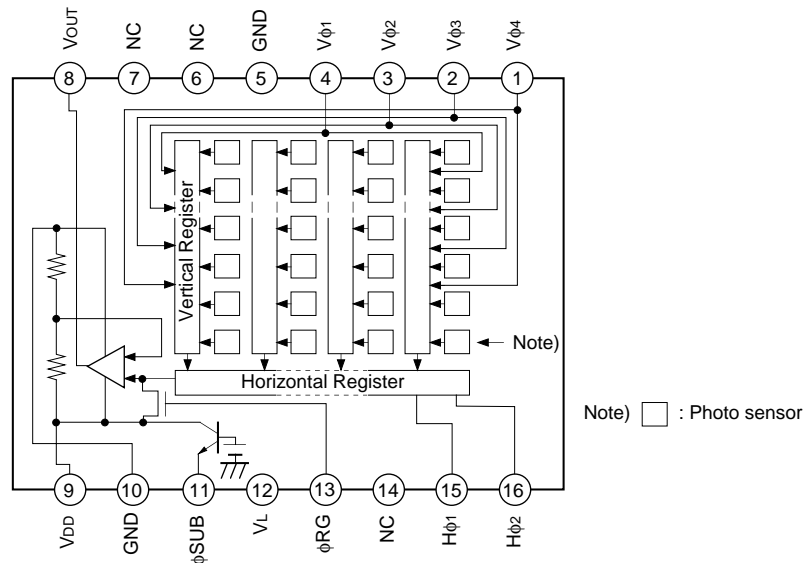 VOUT
NC
NC
GND
Vφ1
Vφ2
Vφ3
Vφ4
8
7
6
5
4
3
2
1
Vertical Register
Note)
Horizontal Register
Note) : Photo sensor
9
10
11
12
13
14
15
16
VDD
GND
φSUB
VL
φRG
NC
Hφ1
Hφ2